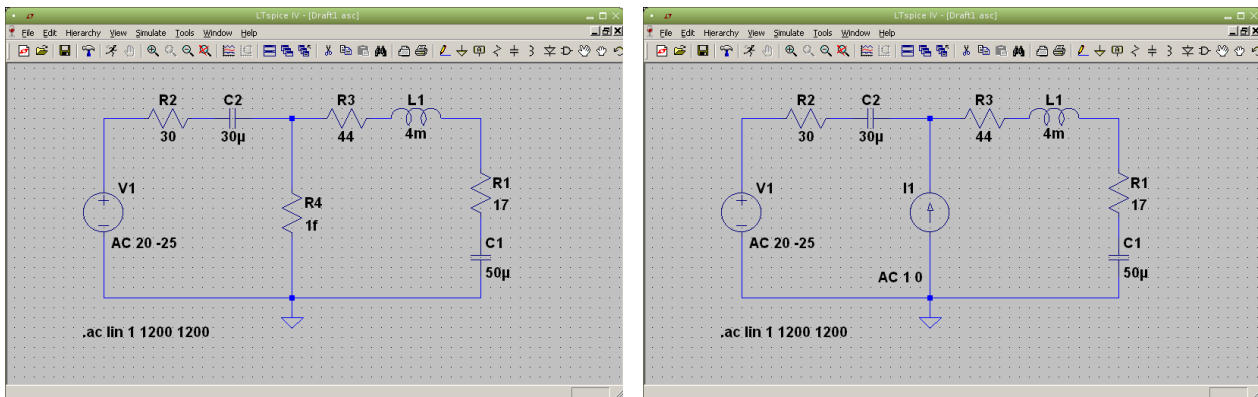 LTspice IV - [Draft1.asc]
File Edit Hierarchy View Simulate Tools Window Help
R2 C2 R3 L1
30 30µ 44 4m
V1 R4 R1
1f 17
AC 20 -25 C1
50µ
.ac lin 1 1200 1200
LTspice IV - [Draft1.asc]
File Edit Hierarchy View Simulate Tools Window Help
R2 C2 R3 L1
30 30µ 44 4m
V1 I1 R1
17
AC 20 -25 C1
AC 1 0 50µ
.ac lin 1 1200 1200